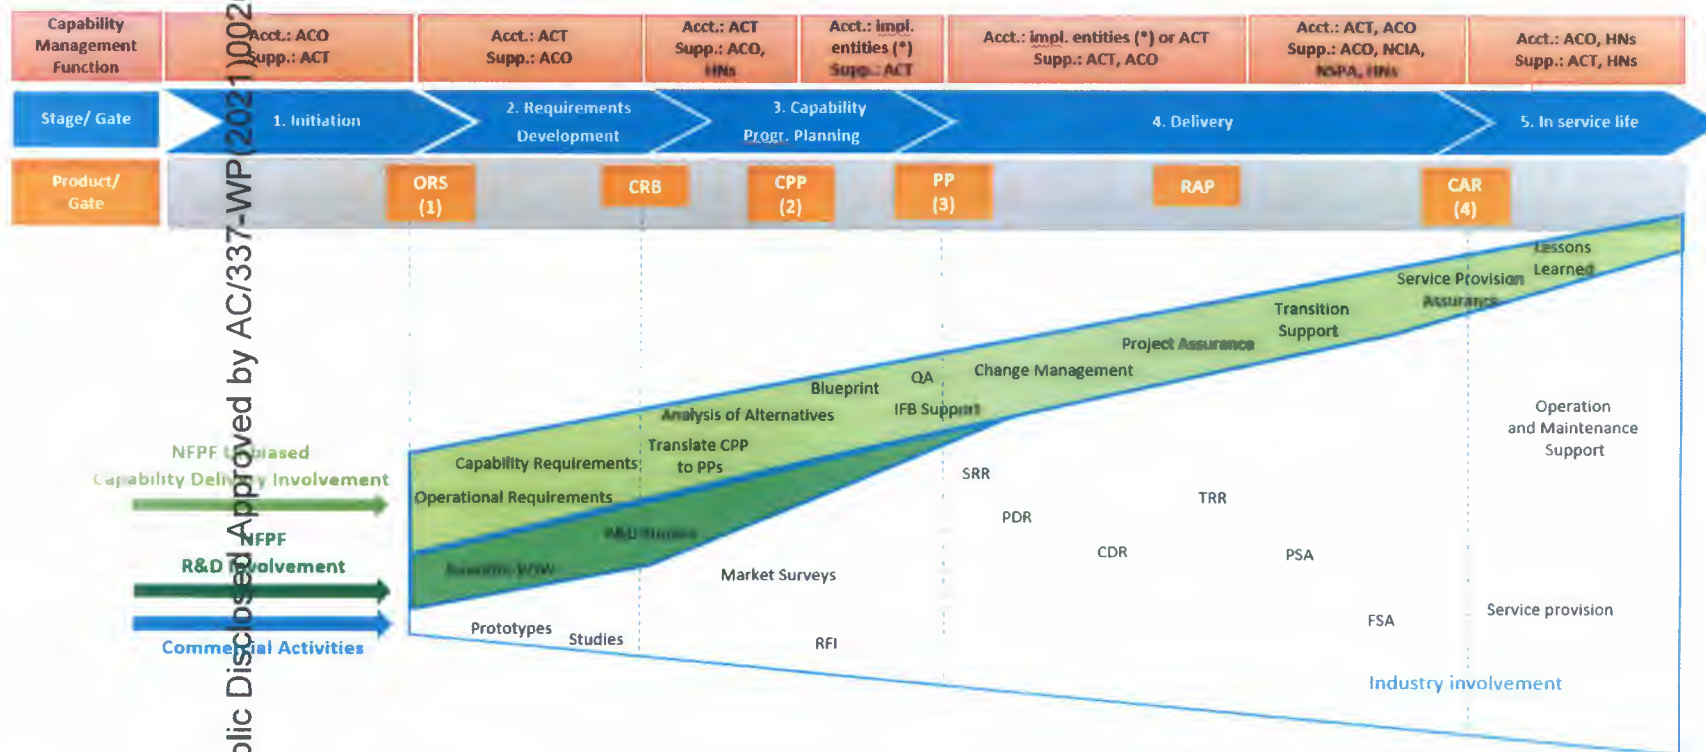 Capability
Management
Function
Acct.: ACO
Supp.: ACT
Acct.: ACT
Supp.: ACO
Acct.: ACT
Supp.: ACO,
HNs
Acct.: impl.
entities (*)
Supp.: ACT
Acct.: impl. entities (*) or ACT
Supp.: ACT, ACO
Acct.: ACT, ACO
Supp.: ACO, NCIA,
NSPA, HNs
Acct.: ACO, HNs
Supp.: ACT, HNs
Stage/ Gate
1. Initiation
2. Requirements
Development
3. Capability
Progr. Planning
4. Delivery
5. In service life
Product/
Gate
ORS
(1)
CRB
CPP
(2)
PP
(3)
RAP
CAR
(4)
Lessons
Learned
Service Provision
Assurance
Transition
Support
Project Assurance
Change Management
QA
Blueprint
IFB Support
Analysis of Alternatives
Translate CPP
to PPs
Capability Requirements
Operational Requirements
NFPF Unbiased
Capability Delivery Involvement
NFPF
R&D Involvement
Commercial Activities
R&D Studies
Prototypes
Studies
Market Surveys
RFI
SRR
PDR
CDR
TRR
PSA
FSA
Operation
and Maintenance
Support
Service provision
Industry involvement
blic Disclosed Approved by AC/337-WP(2021)002